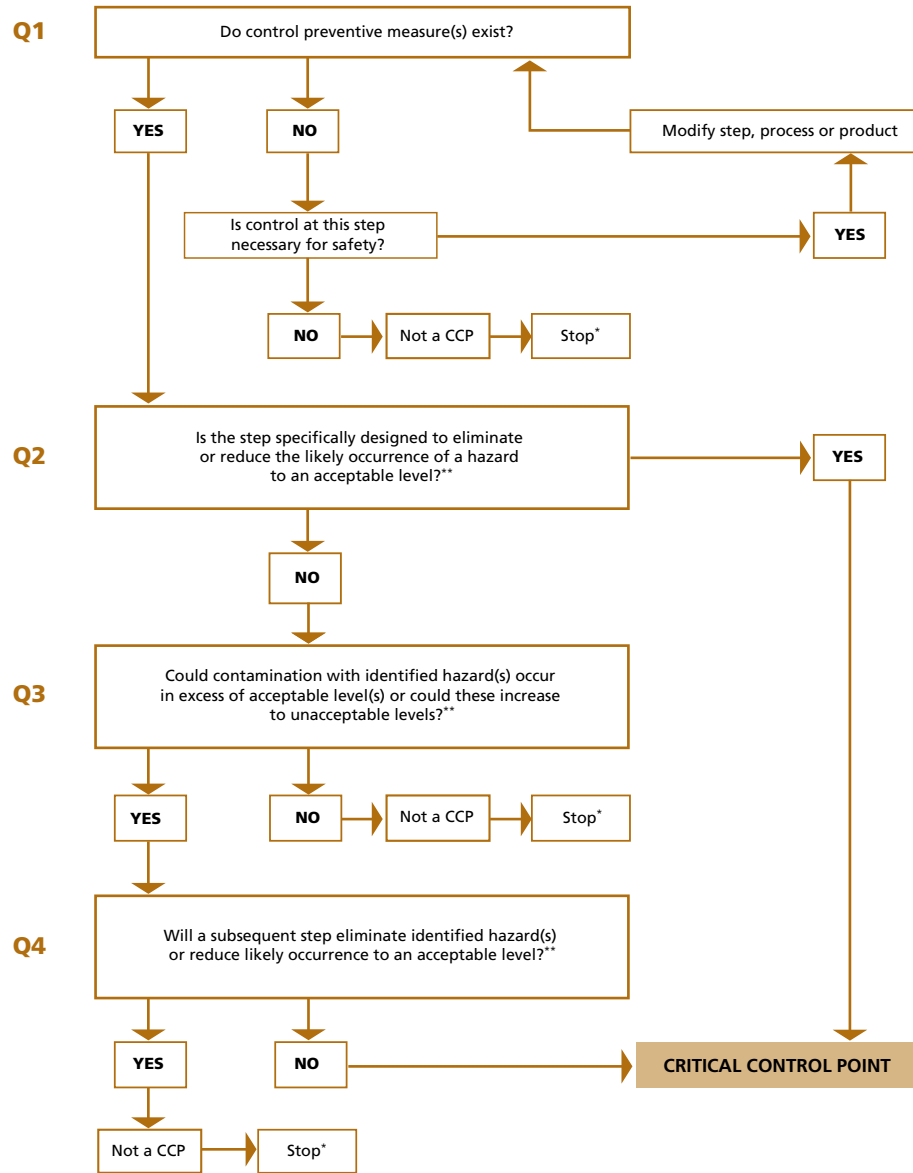 Q1
Do control preventive measure(s) exist?
YES
NO
Modify step, process or product
Is control at this step
necessary for safety?
YES
NO
Not a CCP
Stop*
Q2
Is the step specifically designed to eliminate
or reduce the likely occurrence of a hazard
to an acceptable level?**
YES
NO
Q3
Could contamination with identified hazard(s) occur
in excess of acceptable level(s) or could these increase
to unacceptable levels?**
YES
NO
Not a CCP
Stop*
Q4
Will a subsequent step eliminate identified hazard(s)
or reduce likely occurrence to an acceptable level?**
YES
NO
CRITICAL CONTROL POINT
Not a CCP
Stop*